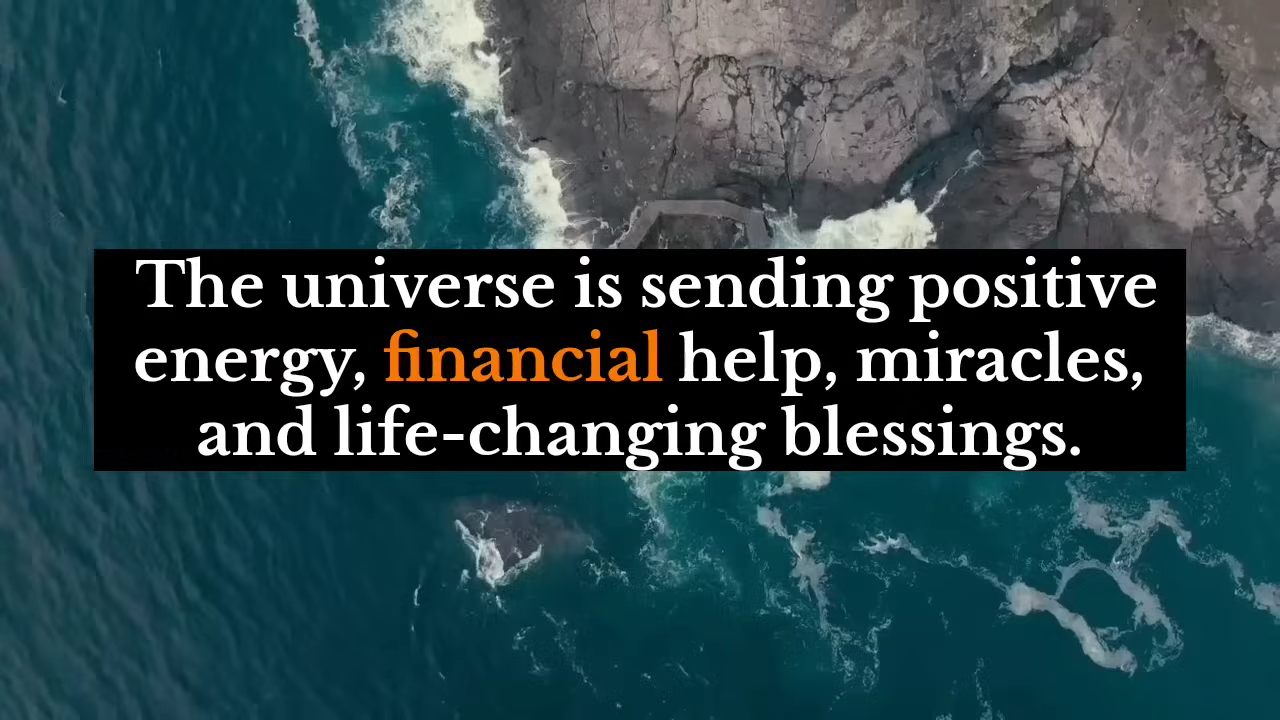 The universe is sending positive
energy, financial help, miracles,
and life-changing blessings.